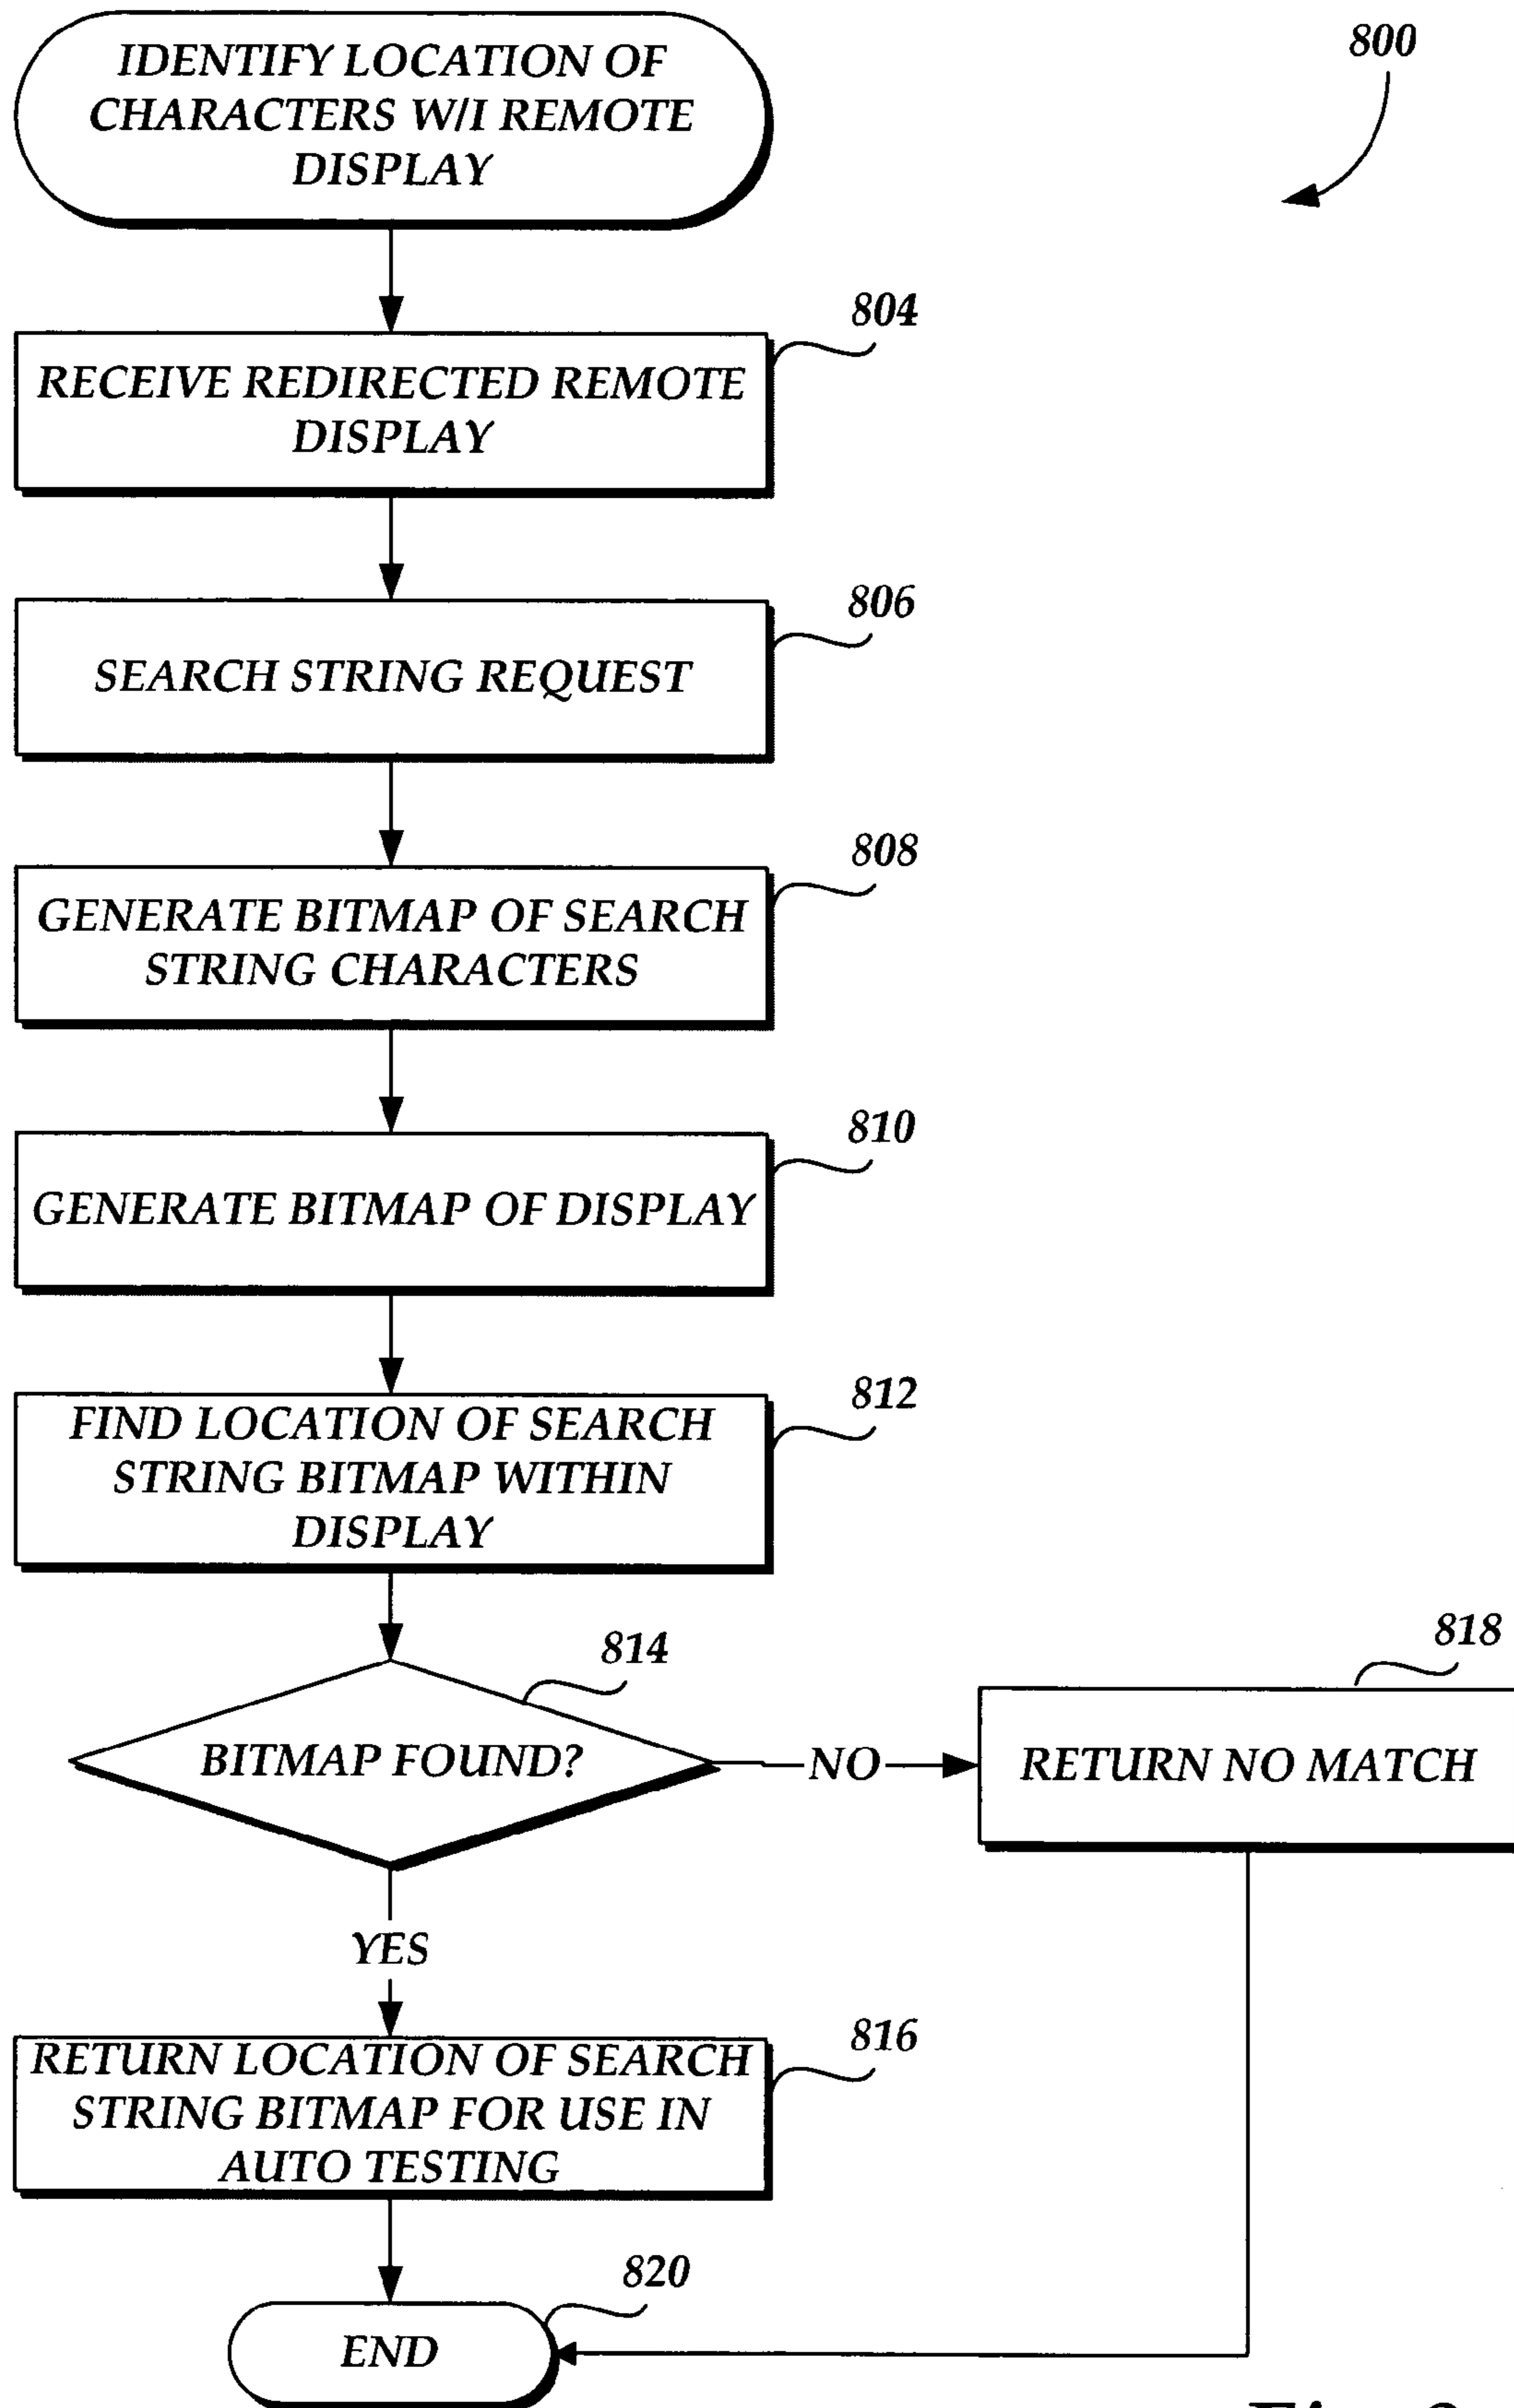 IDENTIFY LOCATION OF
CHARACTERS W/I REMOTE
DISPLAY
800
804
RECEIVE REDIRECTED REMOTE
DISPLAY
806
SEARCH STRING REQUEST
808
GENERATE BITMAP OF SEARCH
STRING CHARACTERS
810
GENERATE BITMAP OF DISPLAY
812
FIND LOCATION OF SEARCH
STRING BITMAP WITHIN
DISPLAY
814
BITMAP FOUND?
NO
818
RETURN NO MATCH
YES
816
RETURN LOCATION OF SEARCH
STRING BITMAP FOR USE IN
AUTO TESTING
820
END